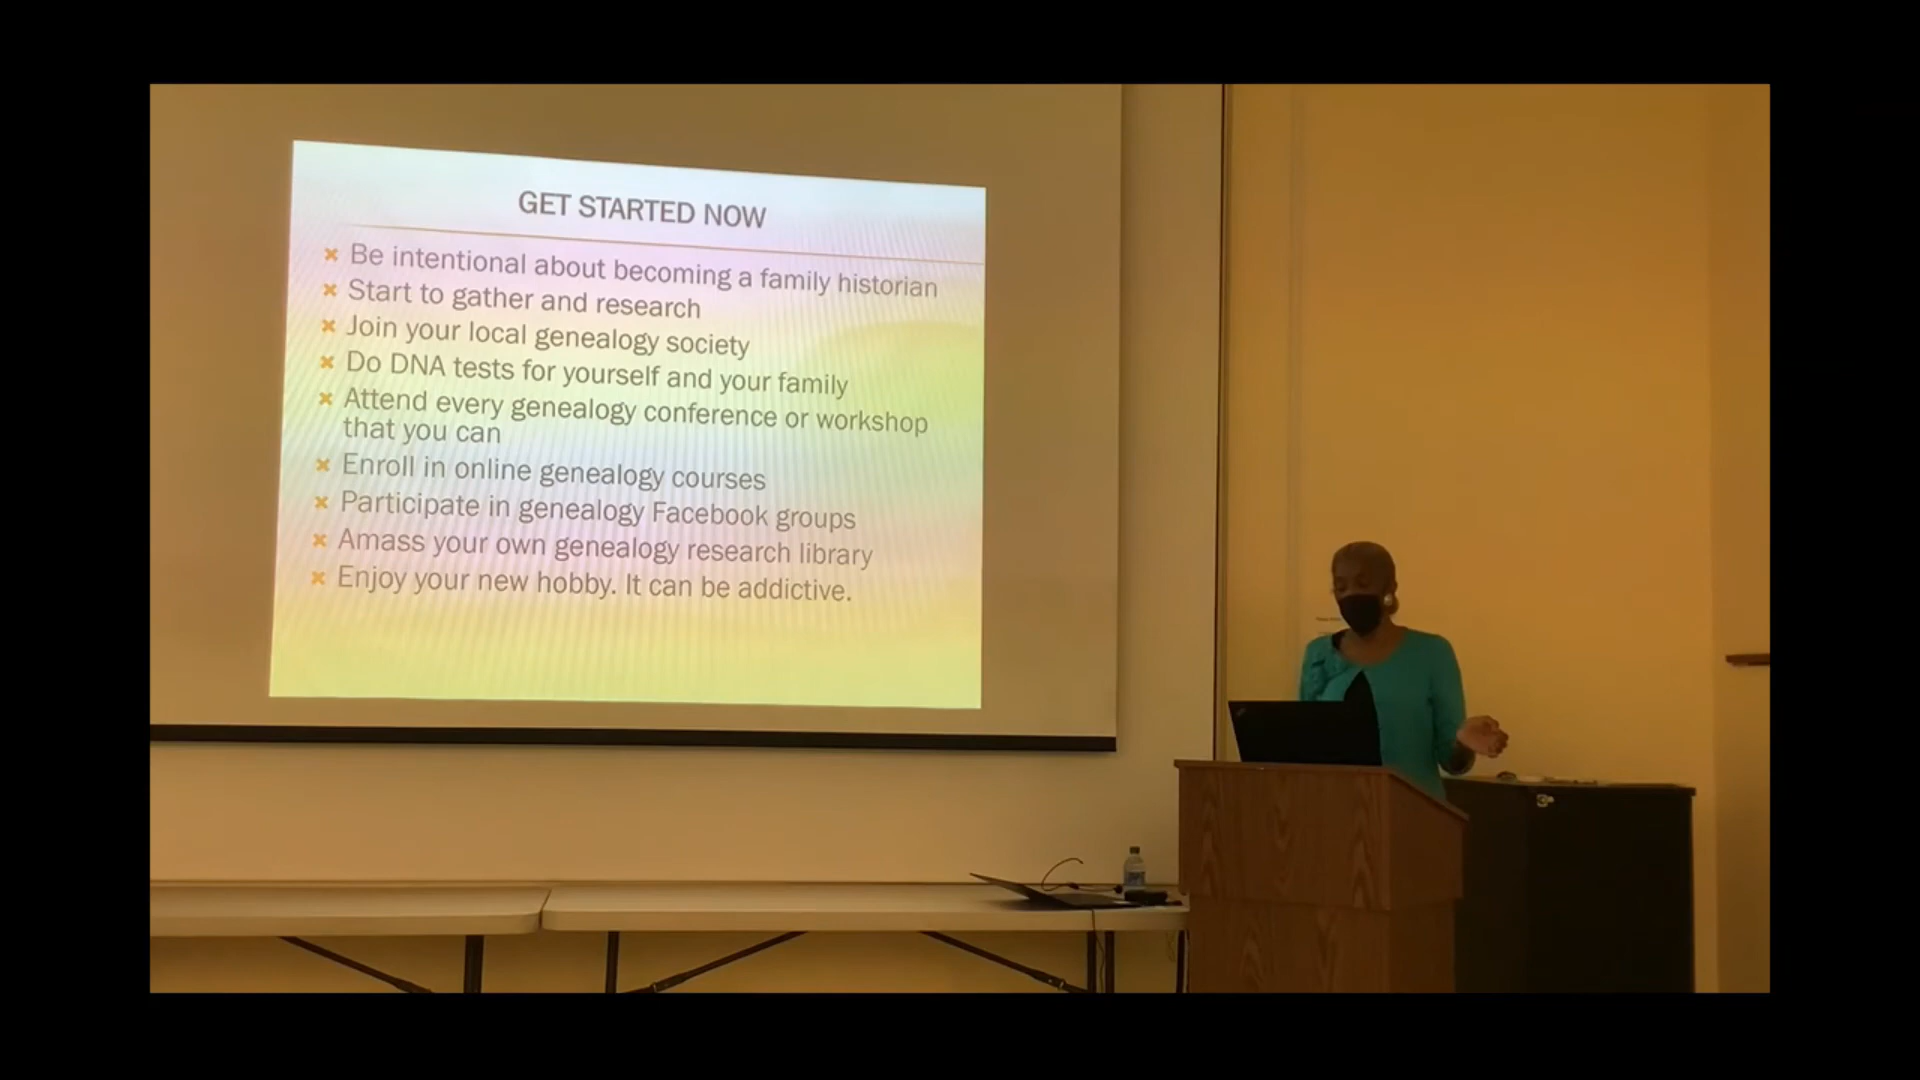 GET STARTED NOW
Be intentional about becoming a family historian
Start to gather and research
Join your local genealogy society
Do DNA tests for yourself and your family
Attend every genealogy conference or workshop
that you can
Enroll in online genealogy courses
Participate in genealogy Facebook groups
Amass your own genealogy research library
Enjoy your new hobby. It can be addictive.